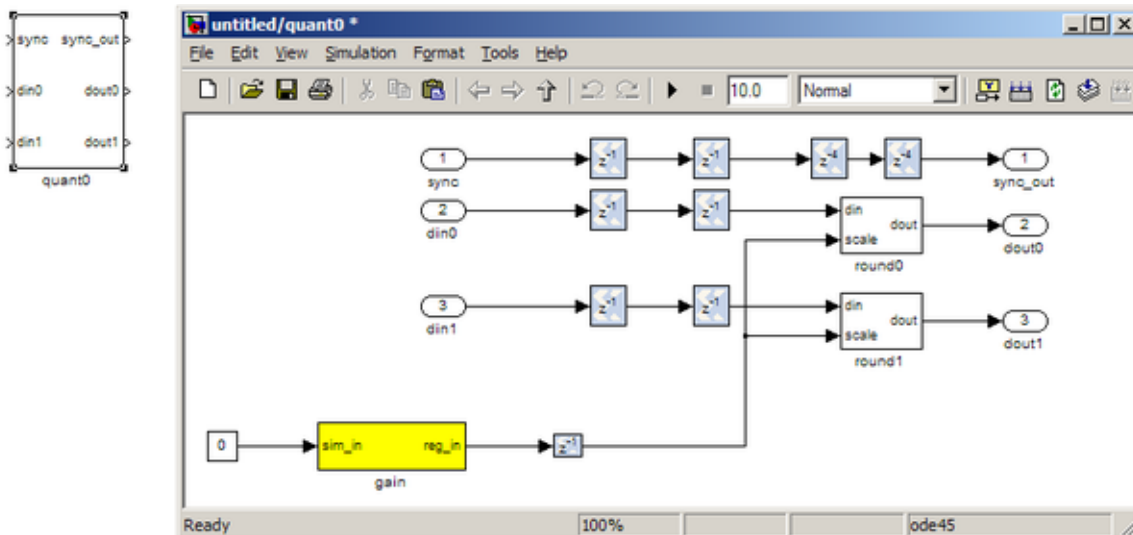 sync sync_out
din0 dout0
din1 dout1
quant0
untitled/quant0 *
File Edit View Simulation Format Tools Help
10.0 Normal
1 z-1 z-1 z-4 z-4 1
sync sync_out
2 z-1 z-1 din dout 2
din0 scale dout0
round0
3 z-1 z-1 din dout 3
din1 scale dout1
round1
0 sim_in reg_in
gain
Ready 100% ode45